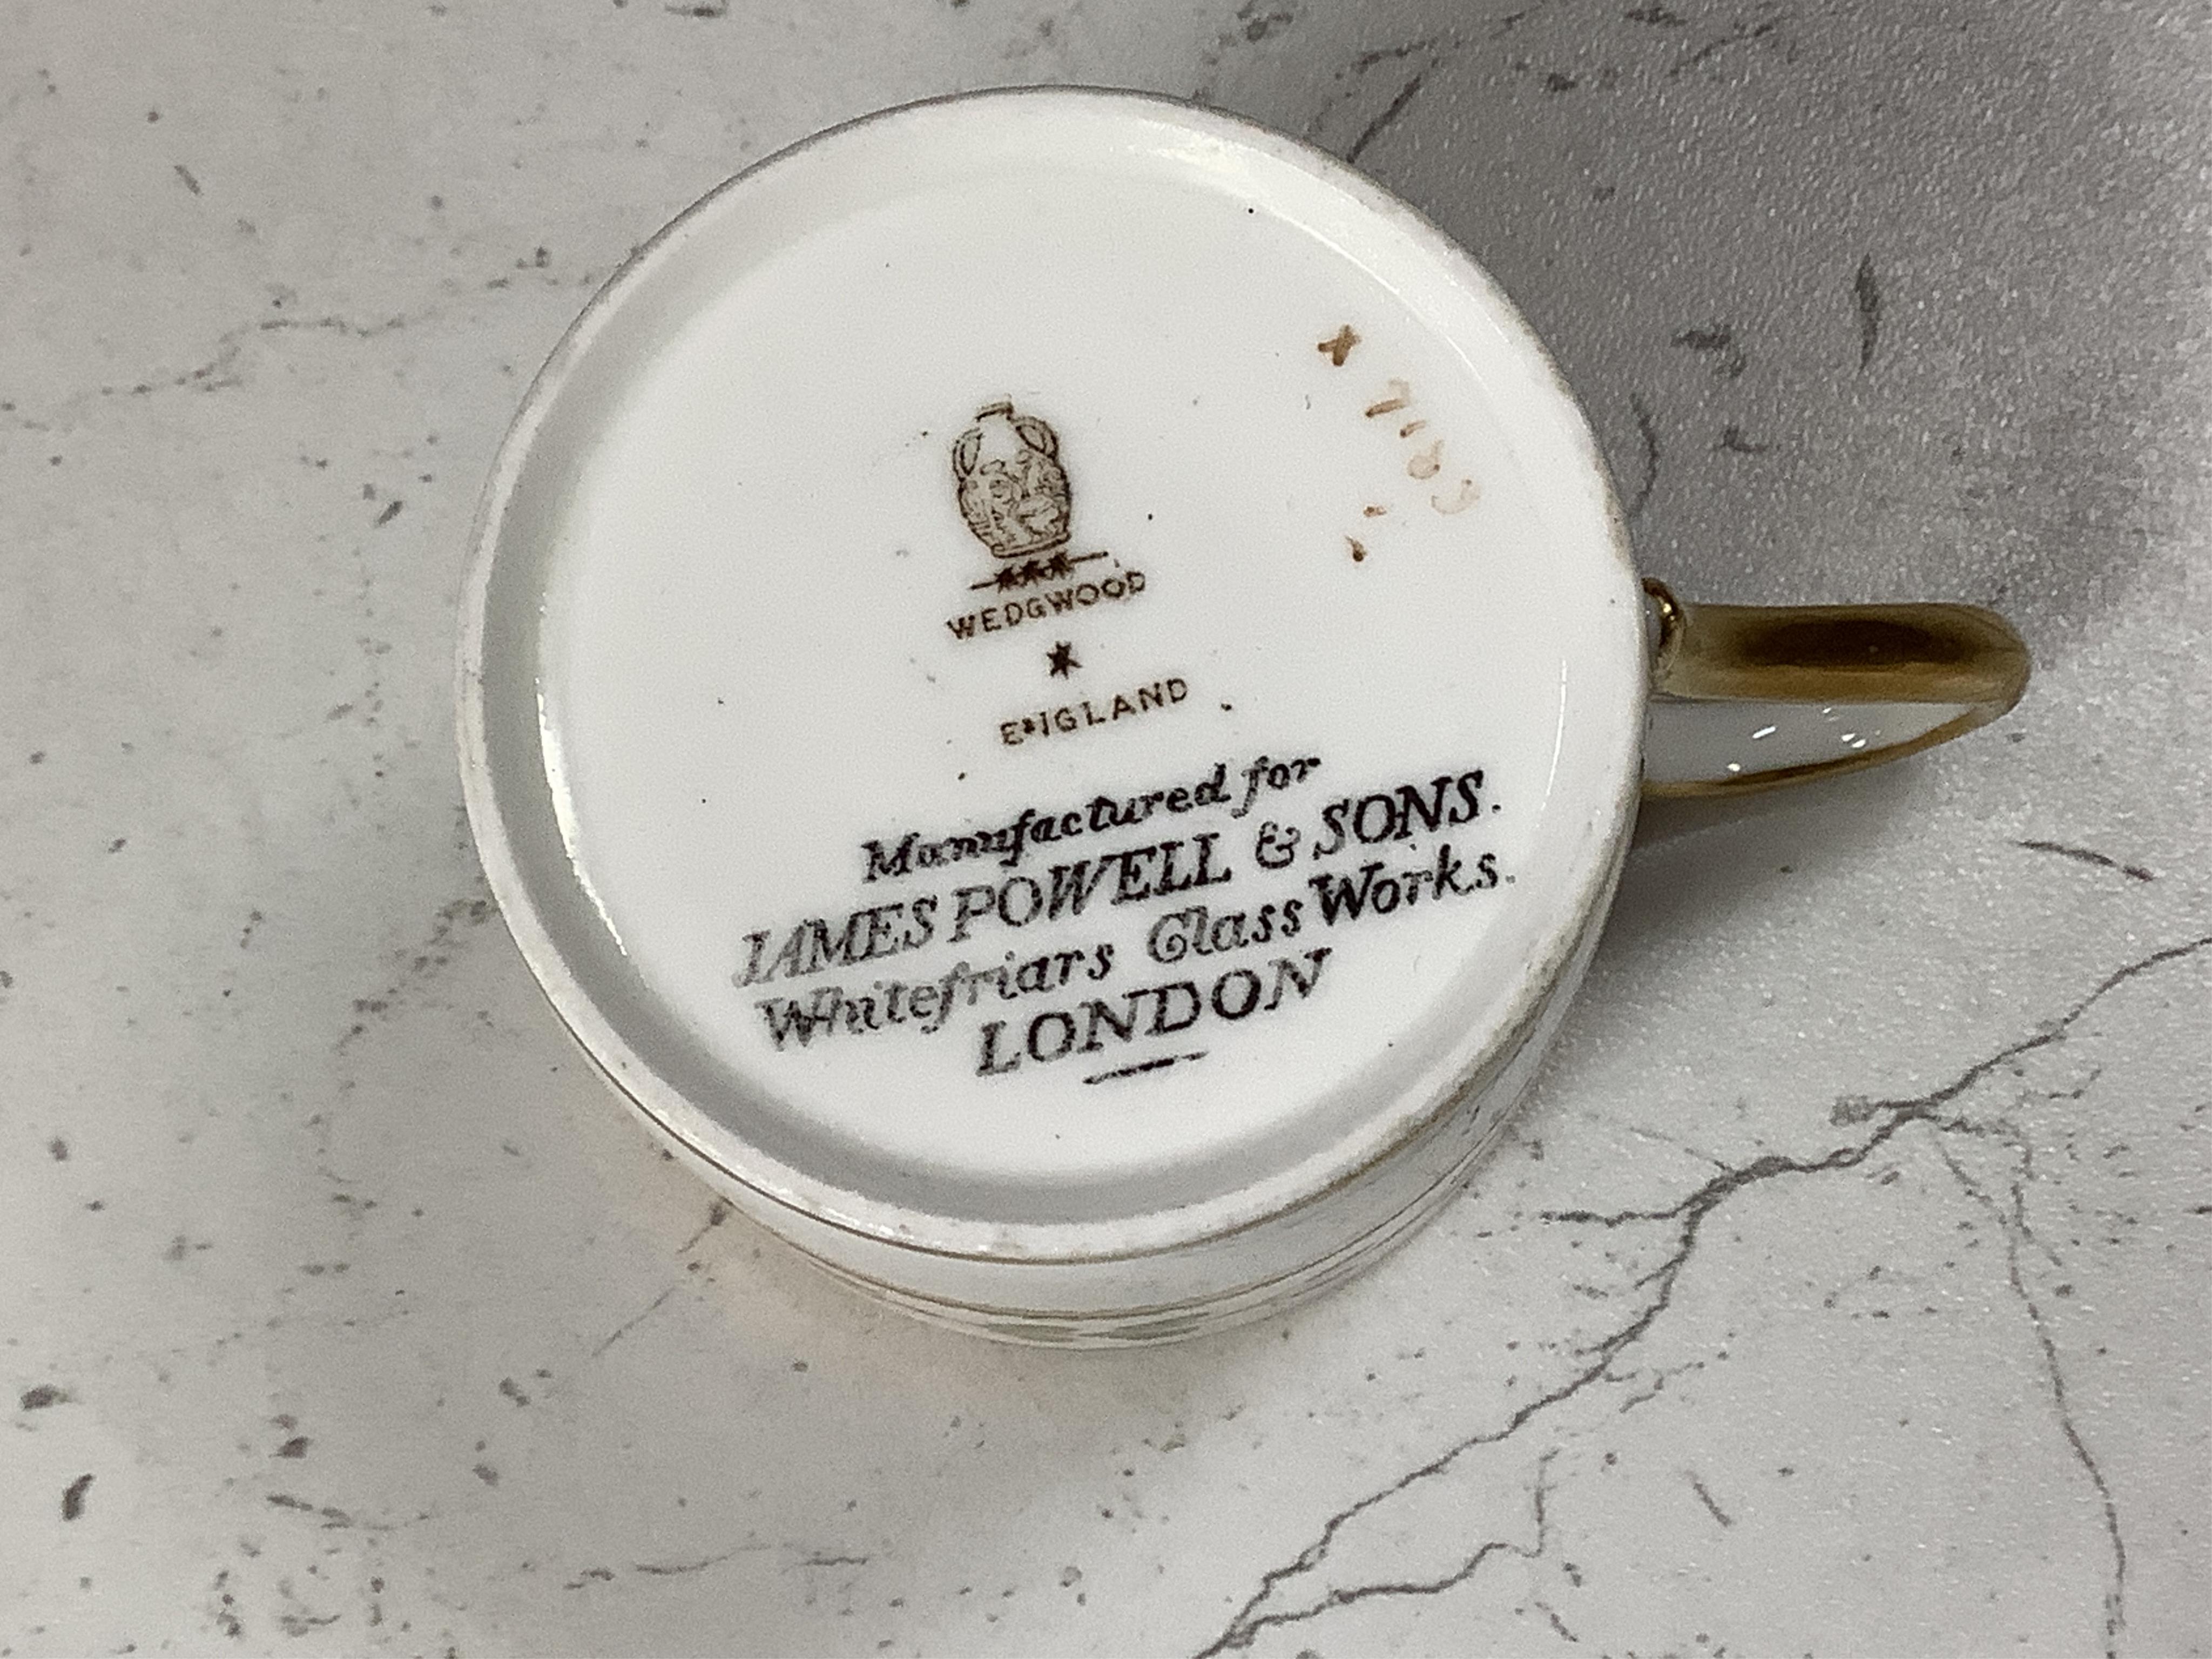 WEDGWOOD
ENGLAND
Manufactured for
JAMES POWELL & SONS.
Whitefriars Glass Works.
LONDON